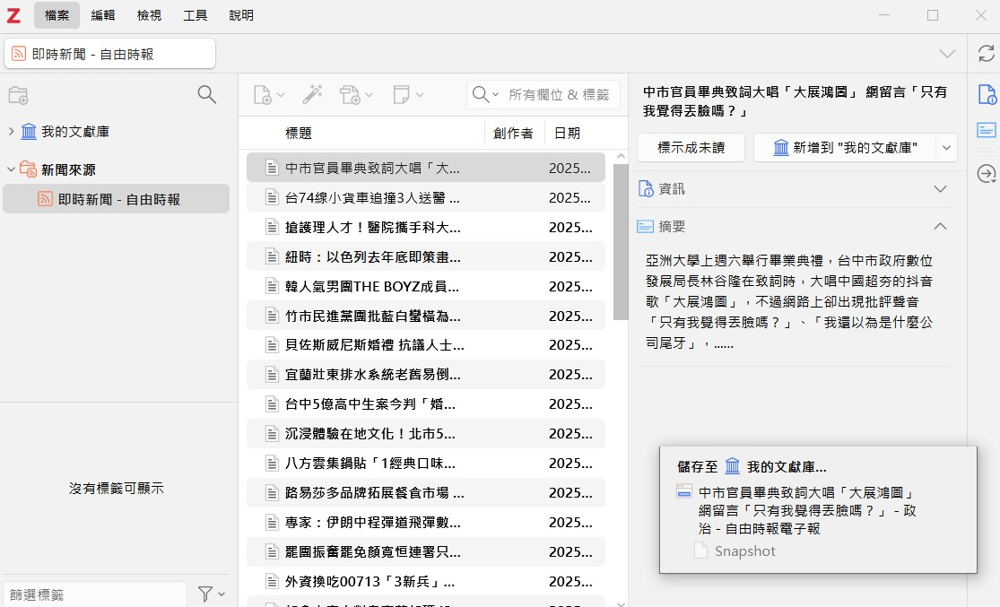 Z 檔案 編輯 檢視 工具 說明
即時新聞 – 自由時報
我的文獻庫
新聞來源
即時新聞 – 自由時報
沒有標籤可顯示
篩選標籤
所有欄位 & 標籤
標題 創作者 日期
中市官員畢典致詞大唱「大... 2025...
台74線小貨車追撞3人送醫 ... 2025...
搶護理人才！醫院攜手科大... 2025...
紐時：以色列去年底即策畫... 2025...
韓人氣男團THE BOYZ成員... 2025...
竹市民進黨團批藍白蠻橫為... 2025...
貝佐斯威尼斯婚禮 抗議人士... 2025...
宜蘭壯東排水系統老舊易倒... 2025...
台中5億高中生案今判「婚... 2025...
沉浸體驗在地文化！北市5... 2025...
八方雲集鍋貼「1經典口味... 2025...
路易莎多品牌拓展餐食市場 ... 2025...
專家：伊朗中程彈道飛彈數... 2025...
罷團振奮罷免顏寬恒連署只... 2025...
外資換吃00713「3新兵」... 2025...
中市官員畢典致詞大唱「大展鴻圖」 網留言「只有
我覺得丟臉嗎？」
標示成未讀 新增到 "我的文獻庫"
資訊
摘要
亞洲大學上週六舉行畢業典禮，台中市政府數位
發展局長林谷隆在致詞時，大唱中國超夯的抖音
歌「大展鴻圖」，不過網路上卻出現批評聲音
「只有我覺得丟臉嗎？」、「我還以為是什麼公
司尾牙」，......
儲存至 我的文獻庫...
中市官員畢典致詞大唱「大展鴻圖」
網留言「只有我覺得丟臉嗎？」 – 政
治 – 自由時報電子報
Snapshot